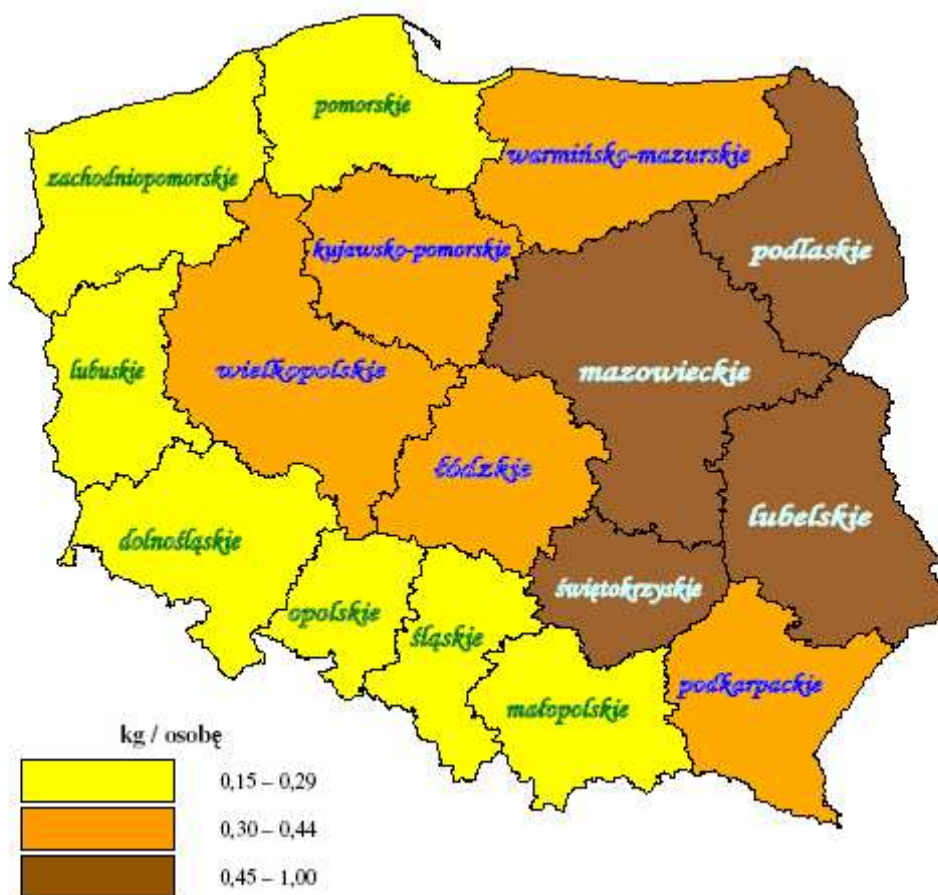 pomorskie
warmińsko-mazurskie
zachodniopomorskie
podlaskie
kujawsko-pomorskie
lubuskie
wielkopolskie
mazowieckie
łódzkie
lubelskie
dolnośląskie
świętokrzyskie
opolskie
śląskie
podkarpackie
małopolskie
kg / osobę
0,15 – 0,29
0,30 – 0,44
0,45 – 1,00